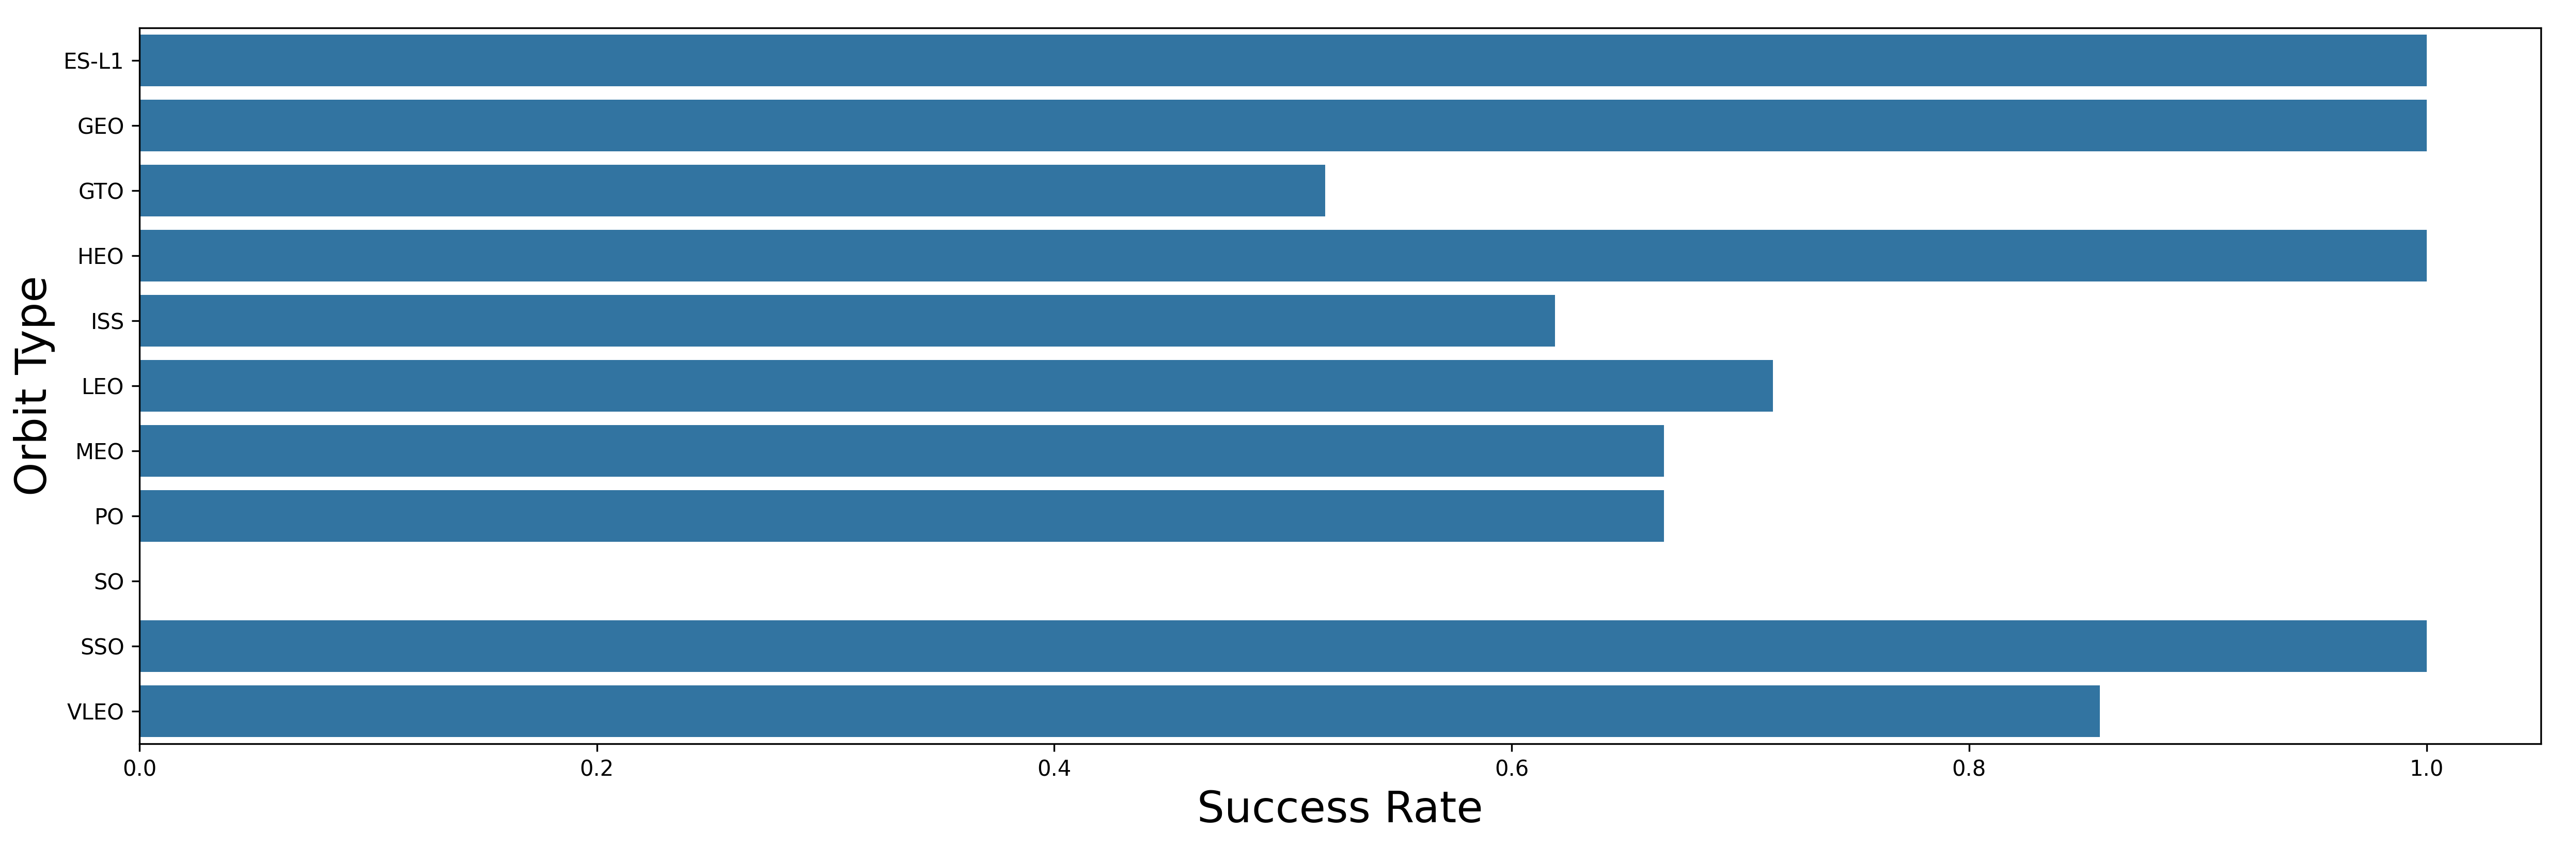 Orbit Type
ES-L1
GEO
GTO
HEO
ISS
LEO
MEO
PO
SO
SSO
VLEO
0.0 0.2 0.4 0.6 0.8 1.0
Success Rate